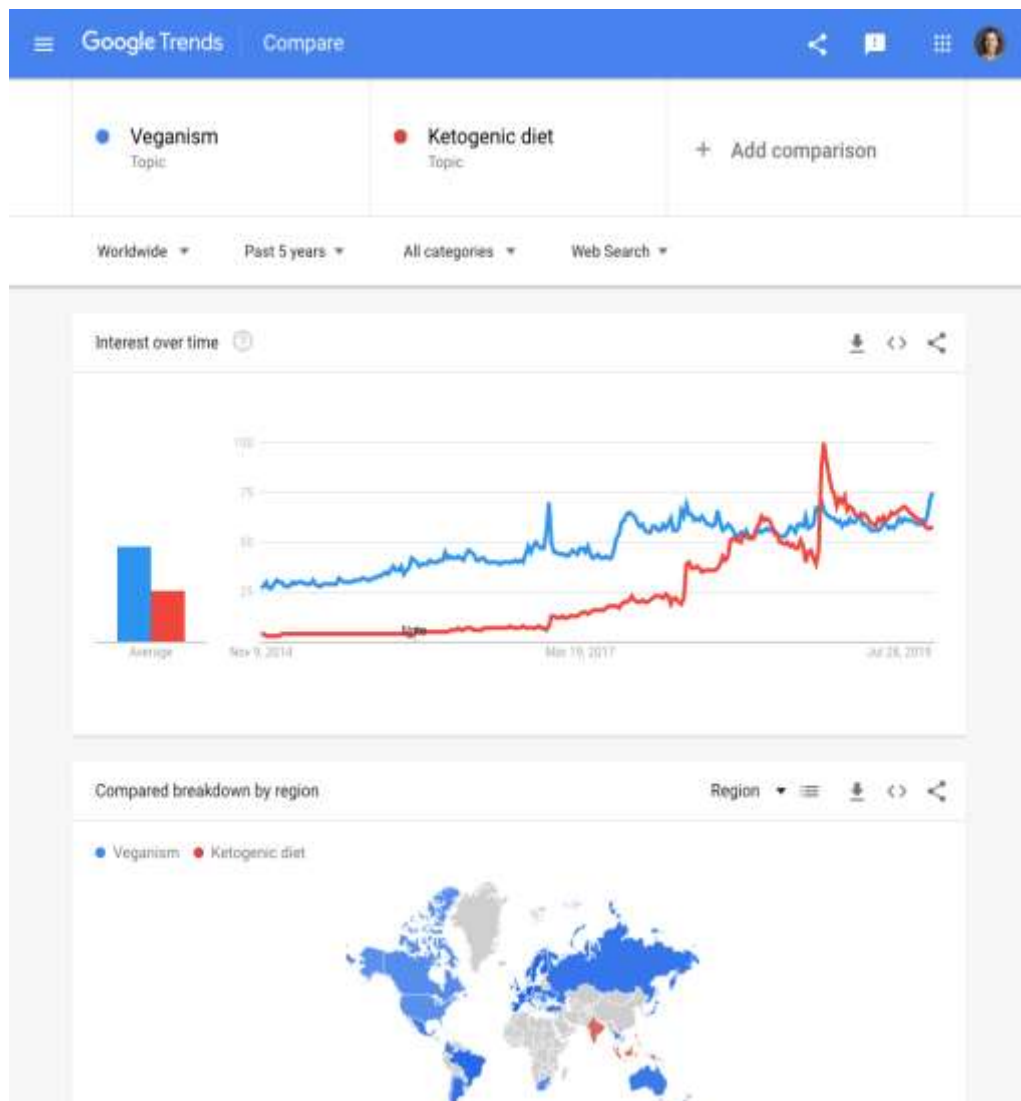 Google Trends Compare
Veganism
Topic
Ketogenic diet
Topic
+ Add comparison
Worldwide
Past 5 years
All categories
Web Search
Interest over time
100
75
50
25
Note
Average
Nov 9, 2014
Mar 19, 2017
Jul 28, 2019
Compared breakdown by region
Region
Veganism Ketogenic diet